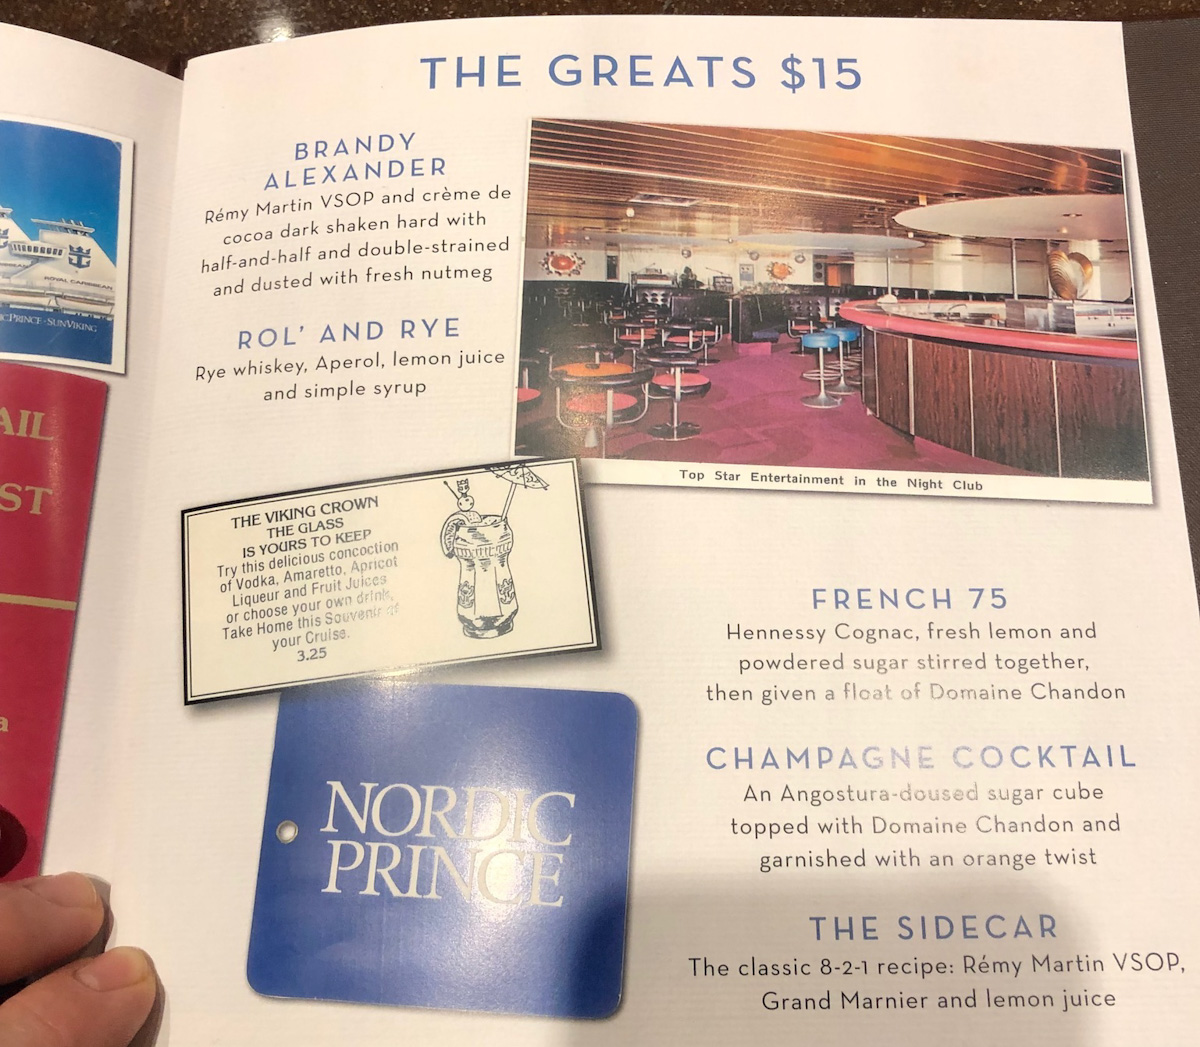 THE GREATS $15
BRANDY
ALEXANDER
Rémy Martin VSOP and crème de
cocoa dark shaken hard with
half-and-half and double-strained
and dusted with fresh nutmeg
ROL' AND RYE
Rye whiskey, Aperol, lemon juice
and simple syrup
Top Star Entertainment in the Night Club
THE VIKING CROWN
THE GLASS
IS YOURS TO KEEP
Try this delicious concoction
of Vodka, Amaretto, Apricot
Liqueur and Fruit Juices
or choose your own drink,
Take Home this Souvenir of
your Cruise.
3.25
NORDIC
PRINCE
FRENCH 75
Hennessy Cognac, fresh lemon and
powdered sugar stirred together,
then given a float of Domaine Chandon
CHAMPAGNE COCKTAIL
An Angostura-doused sugar cube
topped with Domaine Chandon and
garnished with an orange twist
THE SIDECAR
The classic 8-2-1 recipe: Rémy Martin VSOP,
Grand Marnier and lemon juice
ROYAL CARIBBEAN
PRINCE · SUN VIKING
AIL
ST
a